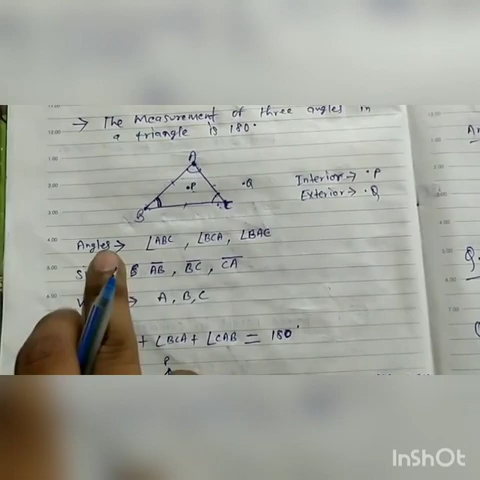 → The measurement of three angles in
a triangle is 180°
A
•P
•Q
B
C
Interior → •P
Exterior → •Q
Angles → ∠ABC, ∠BCA, ∠BAC
S AB, BC, CA
→ A, B, C
+ ∠BCA + ∠CAB = 180°
P
Q.
InShOt